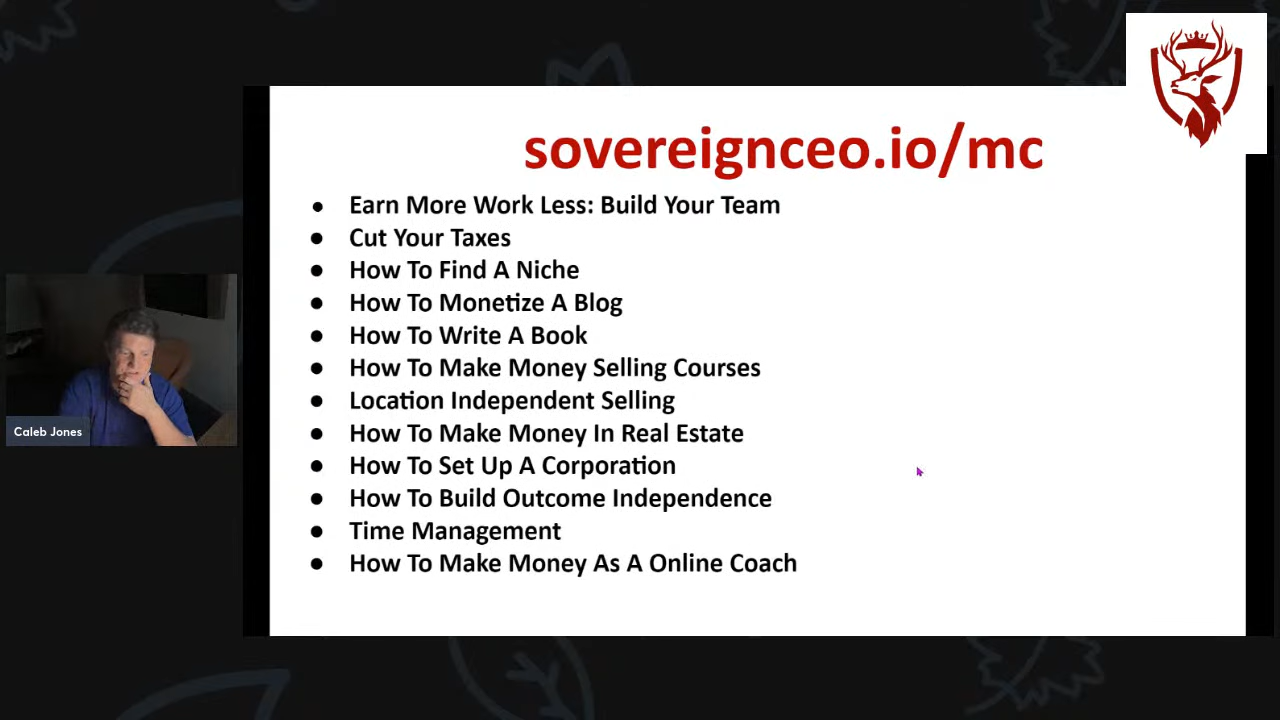 sovereignceo.io/mc
● Earn More Work Less: Build Your Team
● Cut Your Taxes
● How To Find A Niche
● How To Monetize A Blog
● How To Write A Book
● How To Make Money Selling Courses
● Location Independent Selling
● How To Make Money In Real Estate
● How To Set Up A Corporation
● How To Build Outcome Independence
● Time Management
● How To Make Money As A Online Coach
Caleb Jones